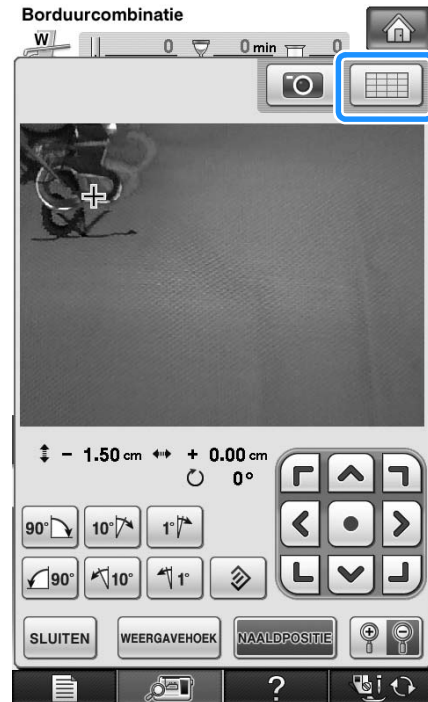 Borduurcombinatie
W
0 0 min 0
- 1.50 cm + 0.00 cm
0°
90° 10° 1°
90° 10° 1°
SLUITEN WEERGAVEHOEK NAALDPOSITIE
?